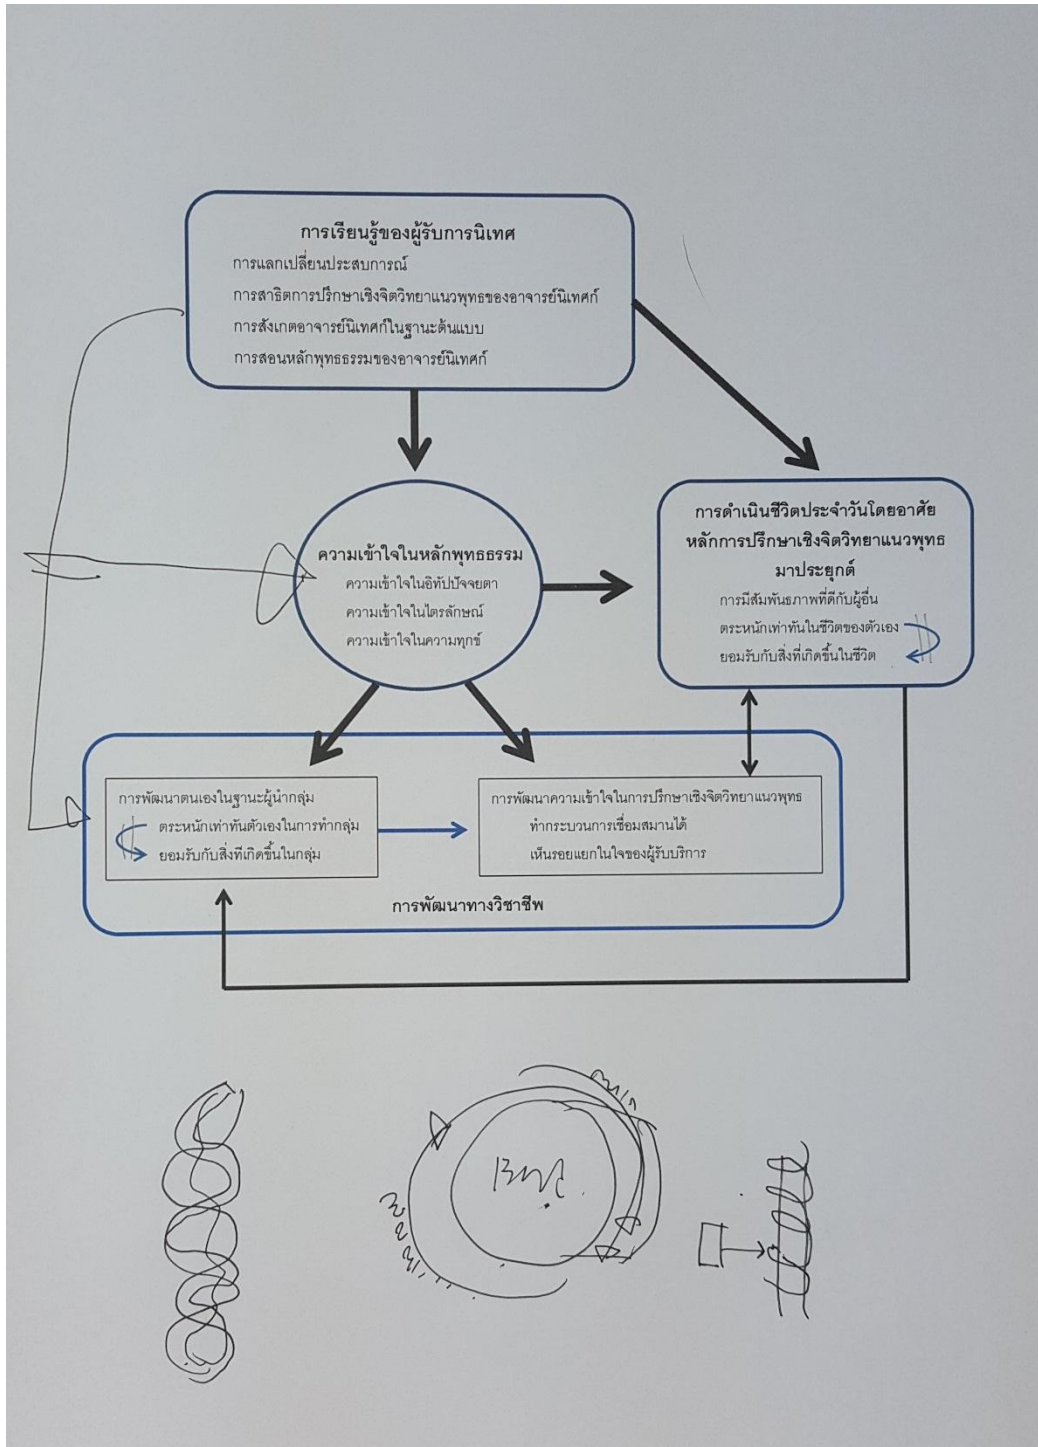 การเรียนรู้ของผู้รับการนิเทศ
การแลกเปลี่ยนประสบการณ์
การสาธิตการปรึกษาเชิงจิตวิทยาแนวพุทธของอาจารย์นิเทศก์
การสังเกตอาจารย์นิเทศก์ในฐานะต้นแบบ
การสอนหลักพุทธธรรมของอาจารย์นิเทศก์
ความเข้าใจในหลักพุทธธรรม
ความเข้าใจในอิทัปปัจจยตา
ความเข้าใจในไตรลักษณ์
ความเข้าใจในความทุกข์
การดำเนินชีวิตประจำวันโดยอาศัย
หลักการปรึกษาเชิงจิตวิทยาแนวพุทธ
มาประยุกต์
การมีสัมพันธภาพที่ดีกับผู้อื่น
ตระหนักเท่าทันในชีวิตของตัวเอง
ยอมรับกับสิ่งที่เกิดขึ้นในชีวิต
การพัฒนาตนเองในฐานะผู้นำกลุ่ม
ตระหนักเท่าทันตัวเองในการทำกลุ่ม
ยอมรับกับสิ่งที่เกิดขึ้นในกลุ่ม
การพัฒนาความเข้าใจในการปรึกษาเชิงจิตวิทยาแนวพุทธ
ทำกระบวนการเชื่อมสมานได้
เห็นรอยแยกในใจของผู้รับบริการ
การพัฒนาทางวิชาชีพ